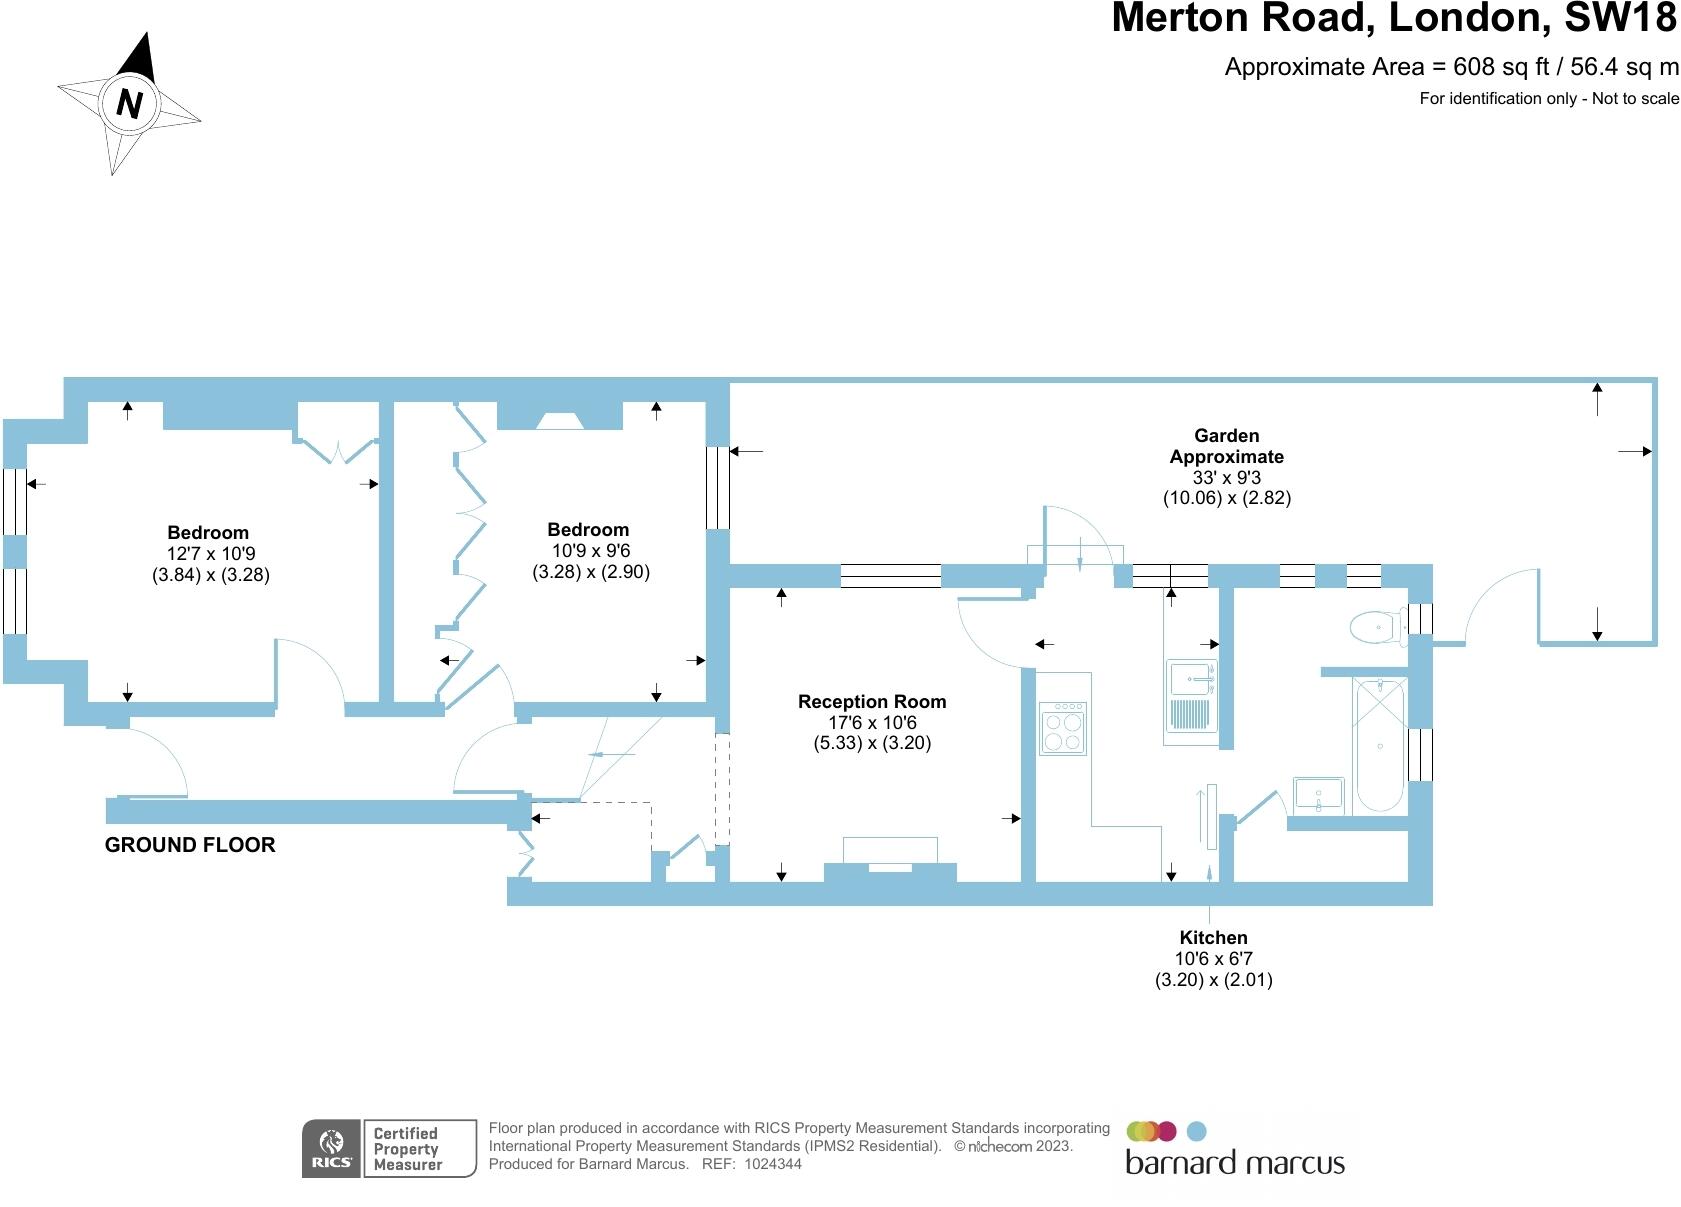 Merton Road, London, SW18
Approximate Area = 608 sq ft / 56.4 sq m
For identification only - Not to scale
N
Garden
Approximate
33' x 9'3
(10.06) x (2.82)
Bedroom
12'7 x 10'9
(3.84) x (3.28)
Bedroom
10'9 x 9'6
(3.28) x (2.90)
Reception Room
17'6 x 10'6
(5.33) x (3.20)
GROUND FLOOR
Kitchen
10'6 x 6'7
(3.20) x (2.01)
RICS
Certified
Property
Measurer
Floor plan produced in accordance with RICS Property Measurement Standards incorporating
International Property Measurement Standards (IPMS2 Residential). © nichecom 2023.
Produced for Barnard Marcus. REF: 1024344
barnard marcus